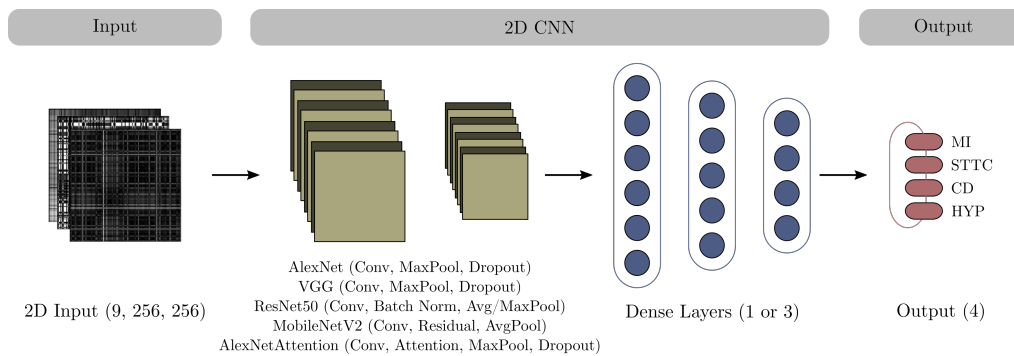 Input
2D CNN
Output
MI
STTC
CD
HYP
AlexNet (Conv, MaxPool, Dropout)
VGG (Conv, MaxPool, Dropout)
ResNet50 (Conv, Batch Norm, Avg/MaxPool)
MobileNetV2 (Conv, Residual, AvgPool)
AlexNetAttention (Conv, Attention, MaxPool, Dropout)
2D Input (9, 256, 256)
Dense Layers (1 or 3)
Output (4)